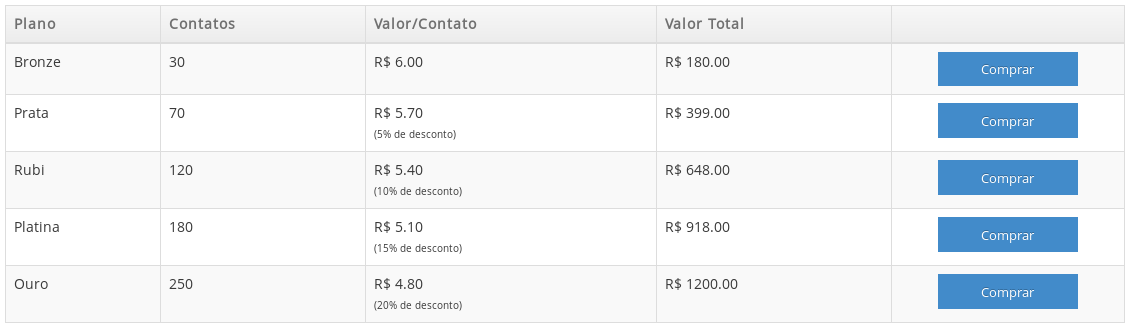 Plano Contatos Valor/Contato Valor Total
Bronze 30 R$ 6.00 R$ 180.00 Comprar
Prata 70 R$ 5.70 R$ 399.00 Comprar
(5% de desconto)
Rubi 120 R$ 5.40 R$ 648.00 Comprar
(10% de desconto)
Platina 180 R$ 5.10 R$ 918.00 Comprar
(15% de desconto)
Ouro 250 R$ 4.80 R$ 1200.00 Comprar
(20% de desconto)